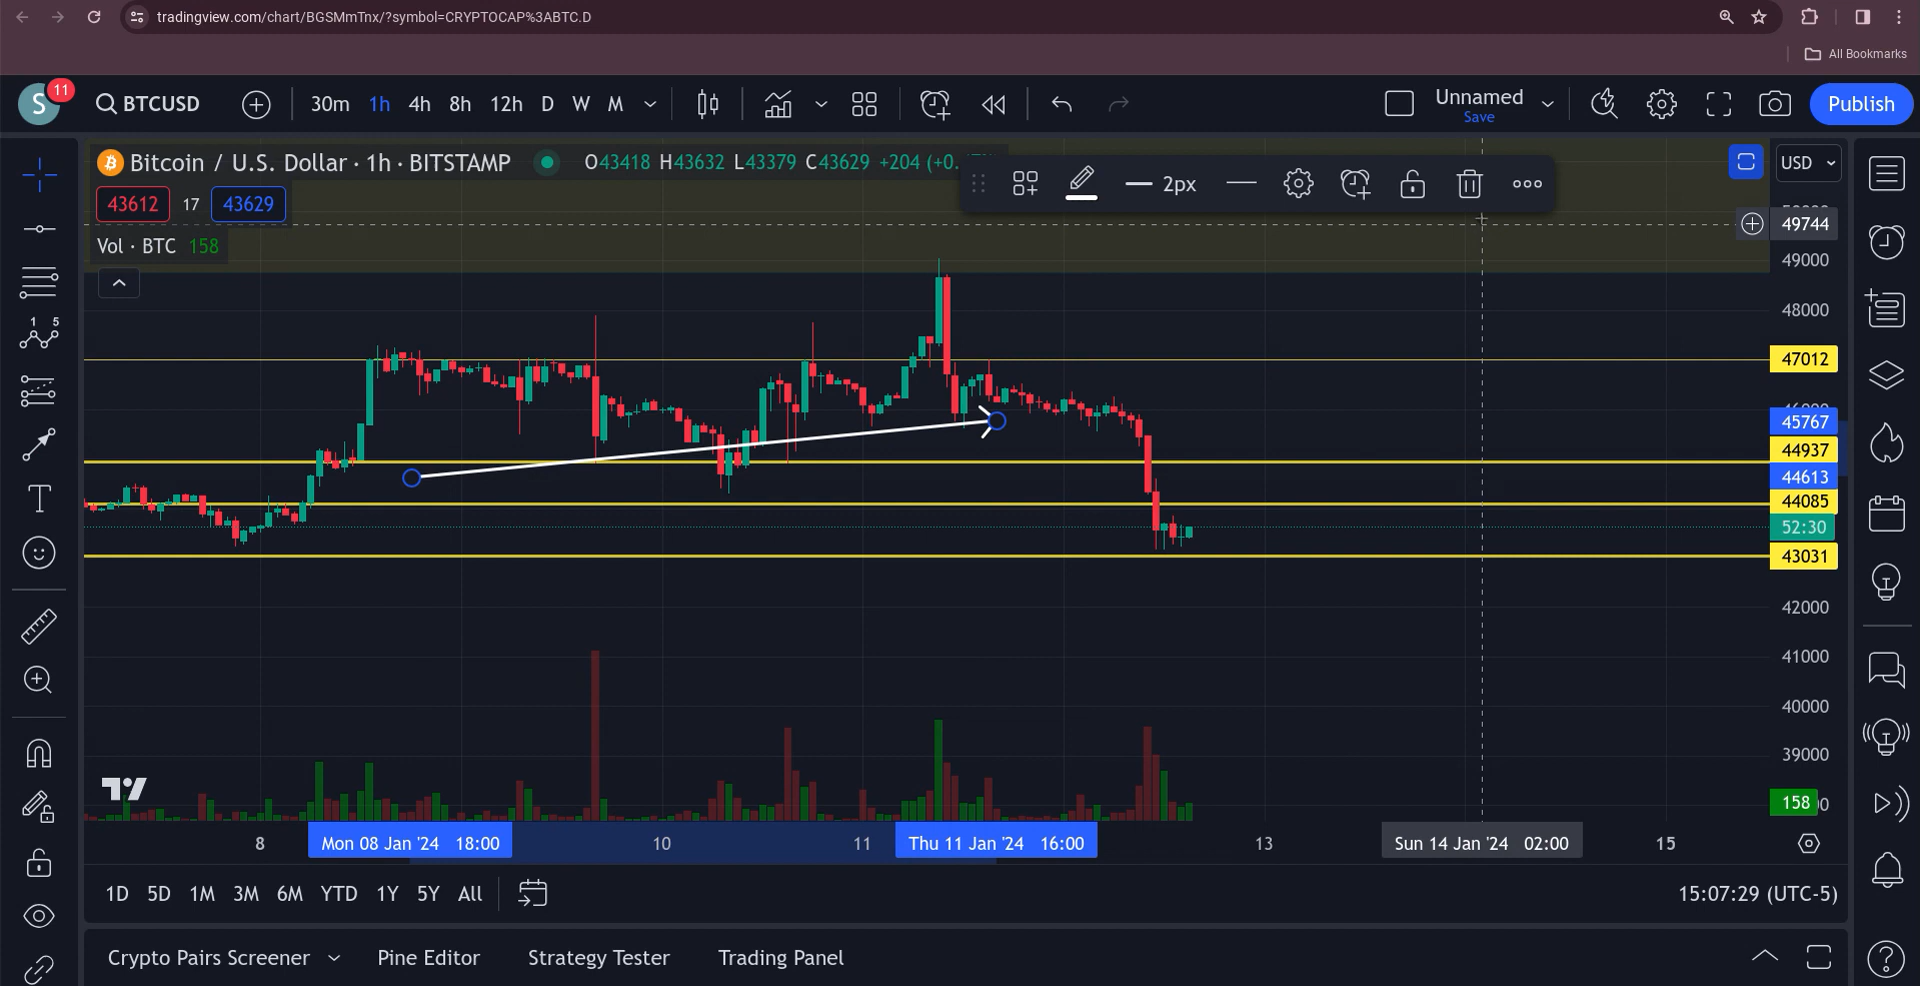 tradingview.com/chart/BGSMmTnx/?symbol=CRYPTOCAP%3ABTC.D
All Bookmarks
S 11 BTCUSD 30m 1h 4h 8h 12h D W M Unnamed Save Publish
Bitcoin / U.S. Dollar · 1h · BITSTAMP O43418 H43632 L43379 C43629 +204 (+0. USD
43612 17 43629
2px
49744
Vol · BTC 158
49000
48000
47012
45767
44937
44613
44085
52:30
43031
42000
41000
40000
39000
158
8 Mon 08 Jan '24 18:00 10 11 Thu 11 Jan '24 16:00 13 Sun 14 Jan '24 02:00 15
1D 5D 1M 3M 6M YTD 1Y 5Y All 15:07:29 (UTC-5)
Crypto Pairs Screener Pine Editor Strategy Tester Trading Panel